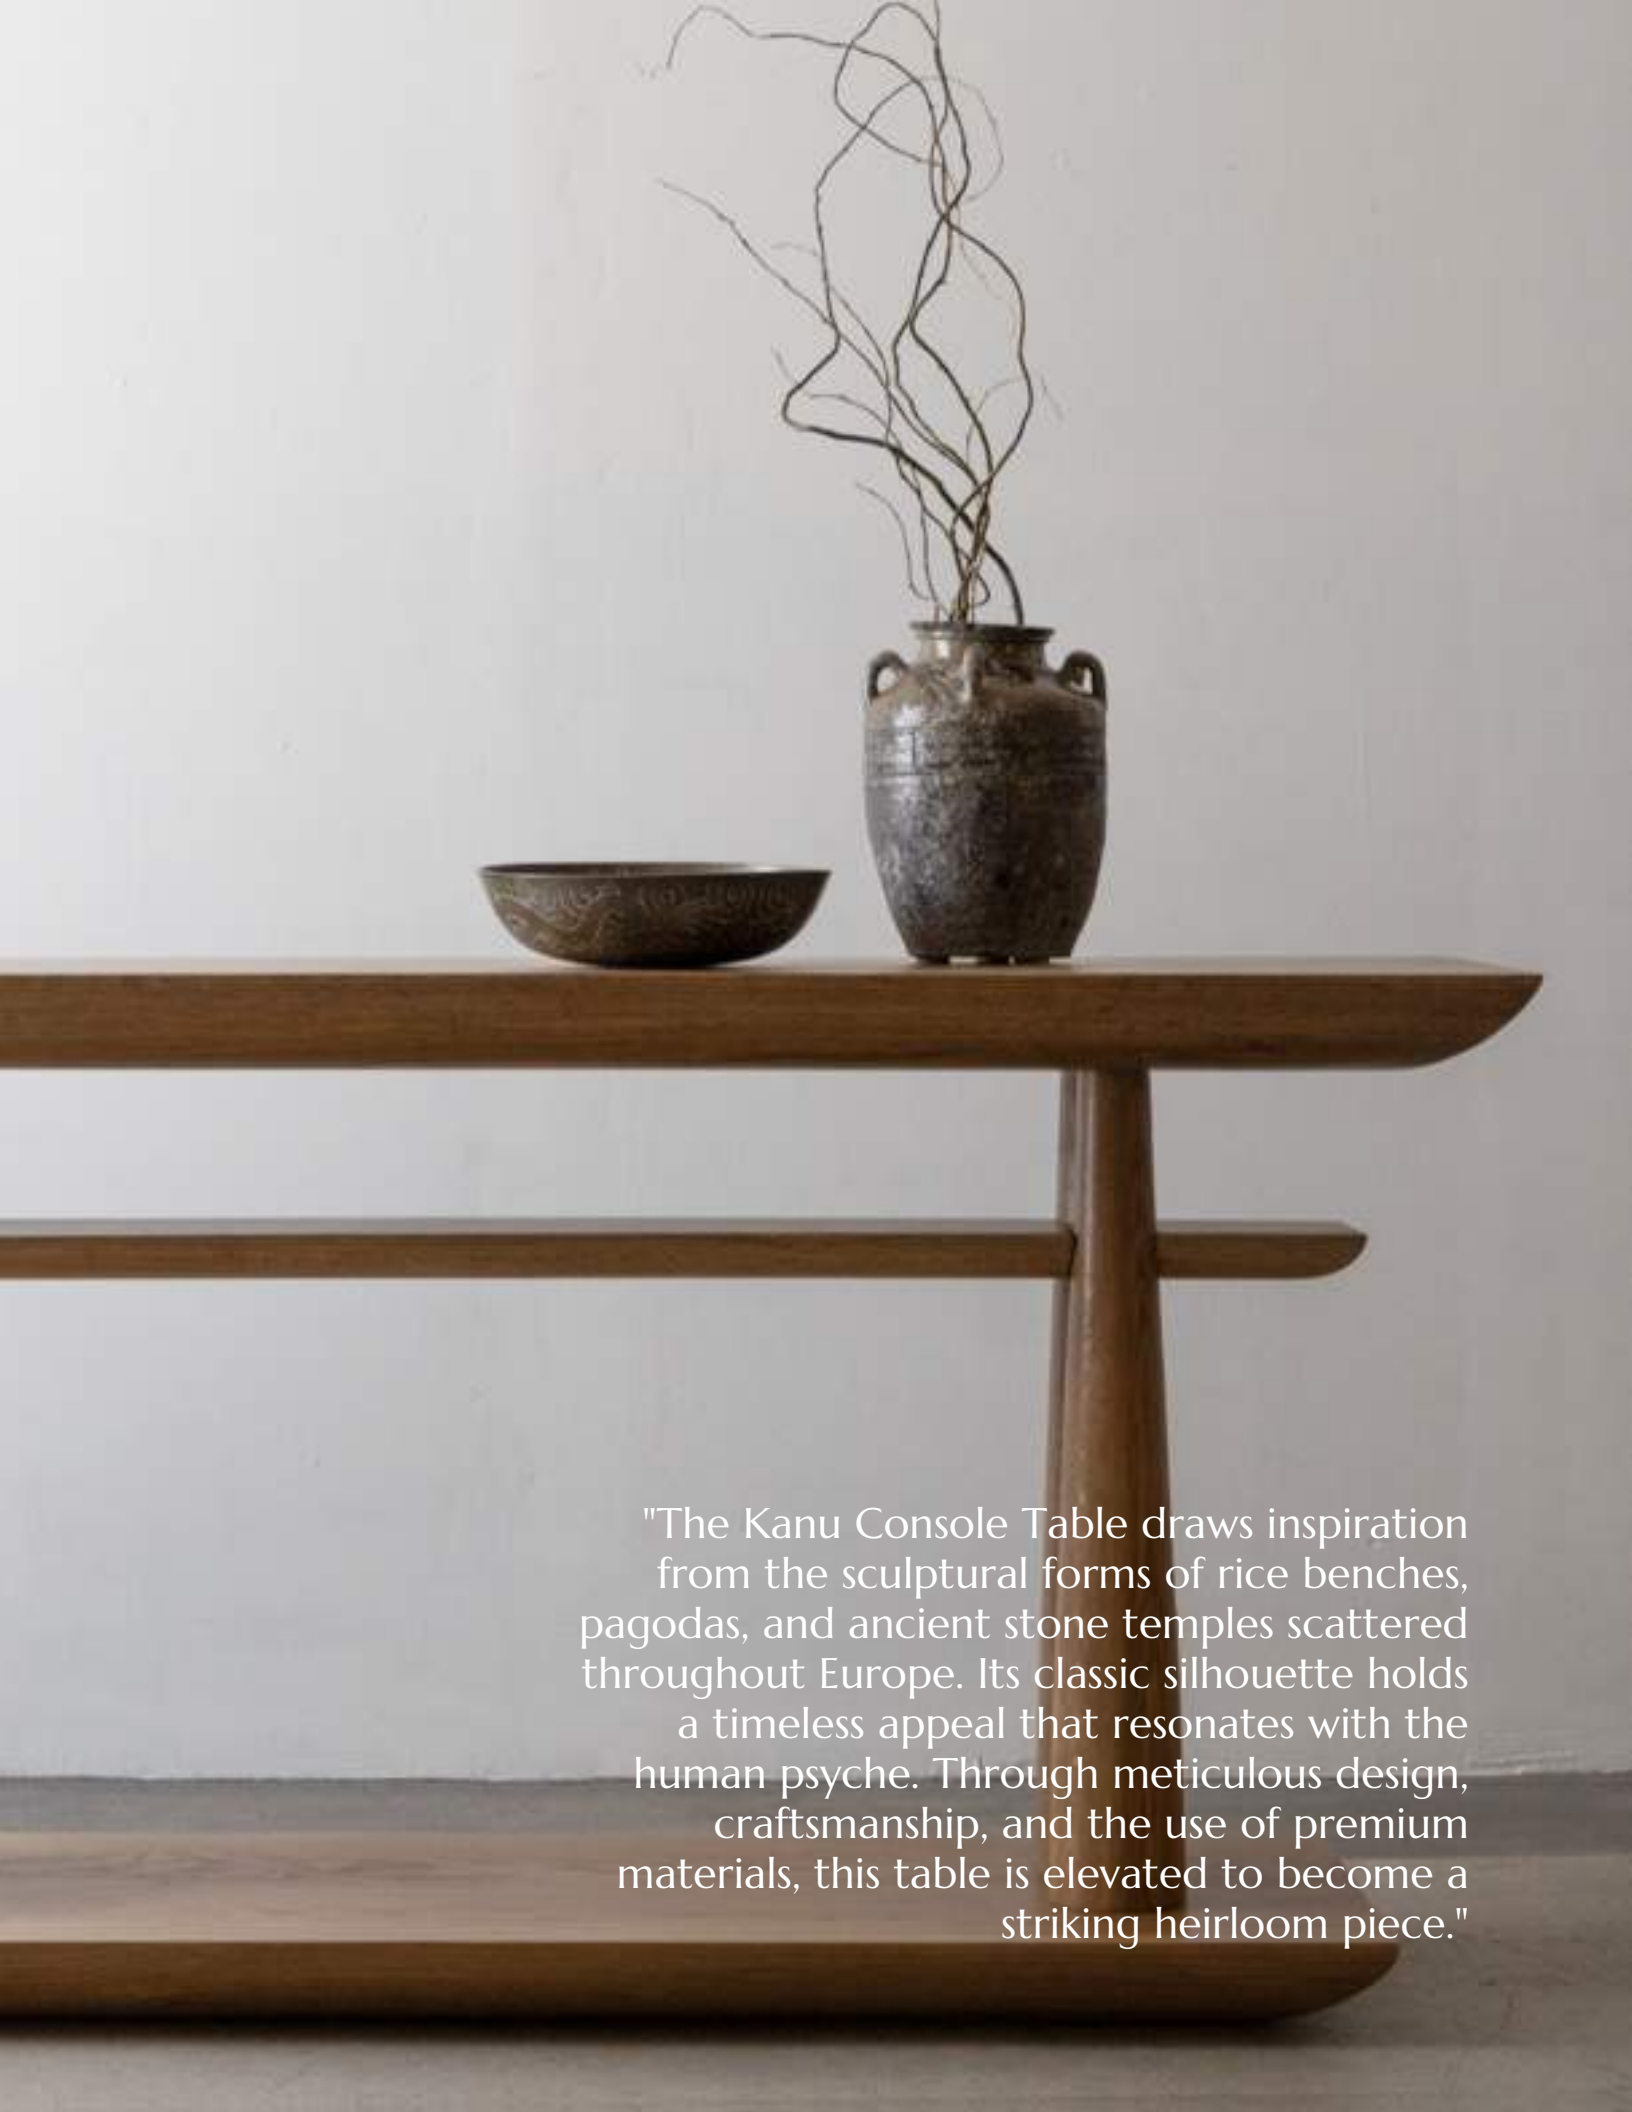 "The Kanu Console Table draws inspiration
from the sculptural forms of rice benches,
pagodas, and ancient stone temples scattered
throughout Europe. Its classic silhouette holds
a timeless appeal that resonates with the
human psyche. Through meticulous design,
craftsmanship, and the use of premium
materials, this table is elevated to become a
striking heirloom piece."